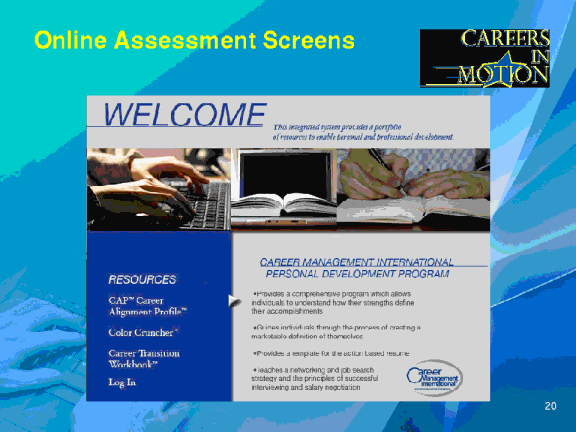 Online Assessment Screens
CAREERS
IN
MOTION
WELCOME
This integrated system provides a portfolio
of resources to enable personal and professional development.
CAREER MANAGEMENT INTERNATIONAL
PERSONAL DEVELOPMENT PROGRAM
RESOURCES
CAP™ Career
Alignment Profile™
Color Cruncher™
Career Transition
Workbook™
Log In
•Provides a comprehensive program which allows
individuals to understand how their strengths define
their accomplishments
•Guides individuals through the process of creating a
marketable definition of themselves
•Provides a template for the action based resume
•Teaches a networking and job search
strategy and the principles of successful
interviewing and salary negotiation
Career
Management
International
20